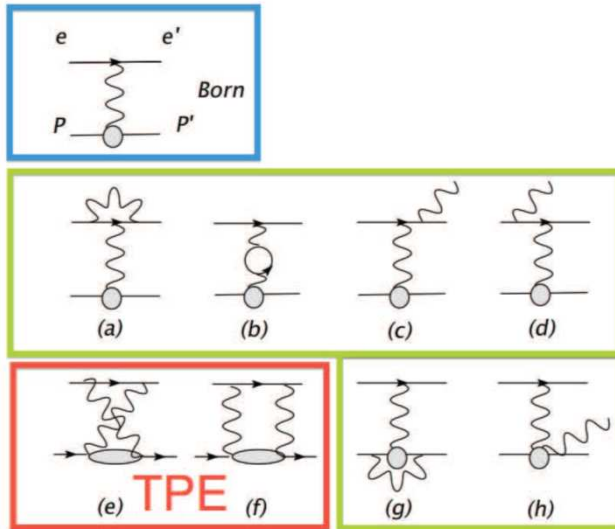 e e'
Born
P P'
(a) (b) (c) (d)
(e) TPE (f) (g) (h)